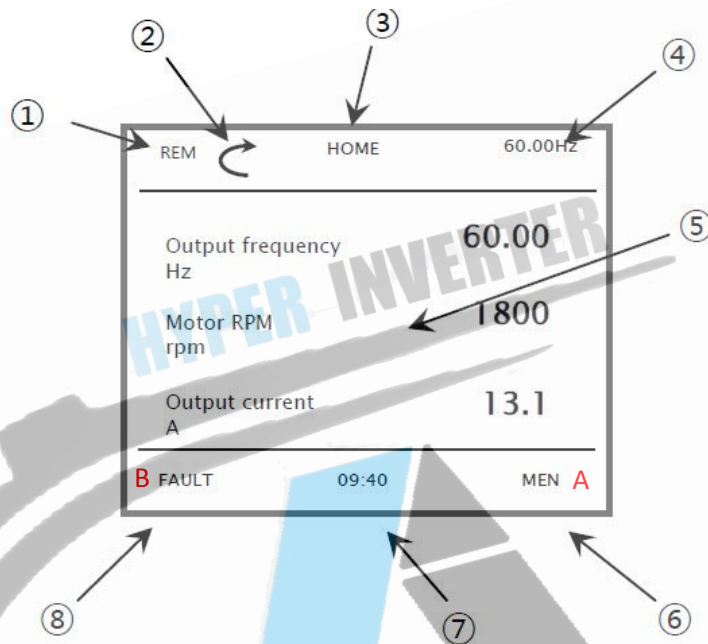 ③
②
④
①
REM HOME 60.00Hz
Output frequency 60.00
Hz
⑤
HYPER INVERTER
Motor RPM 1800
rpm
Output current 13.1
A
B FAULT 09:40 MEN A
⑧ ⑦ ⑥